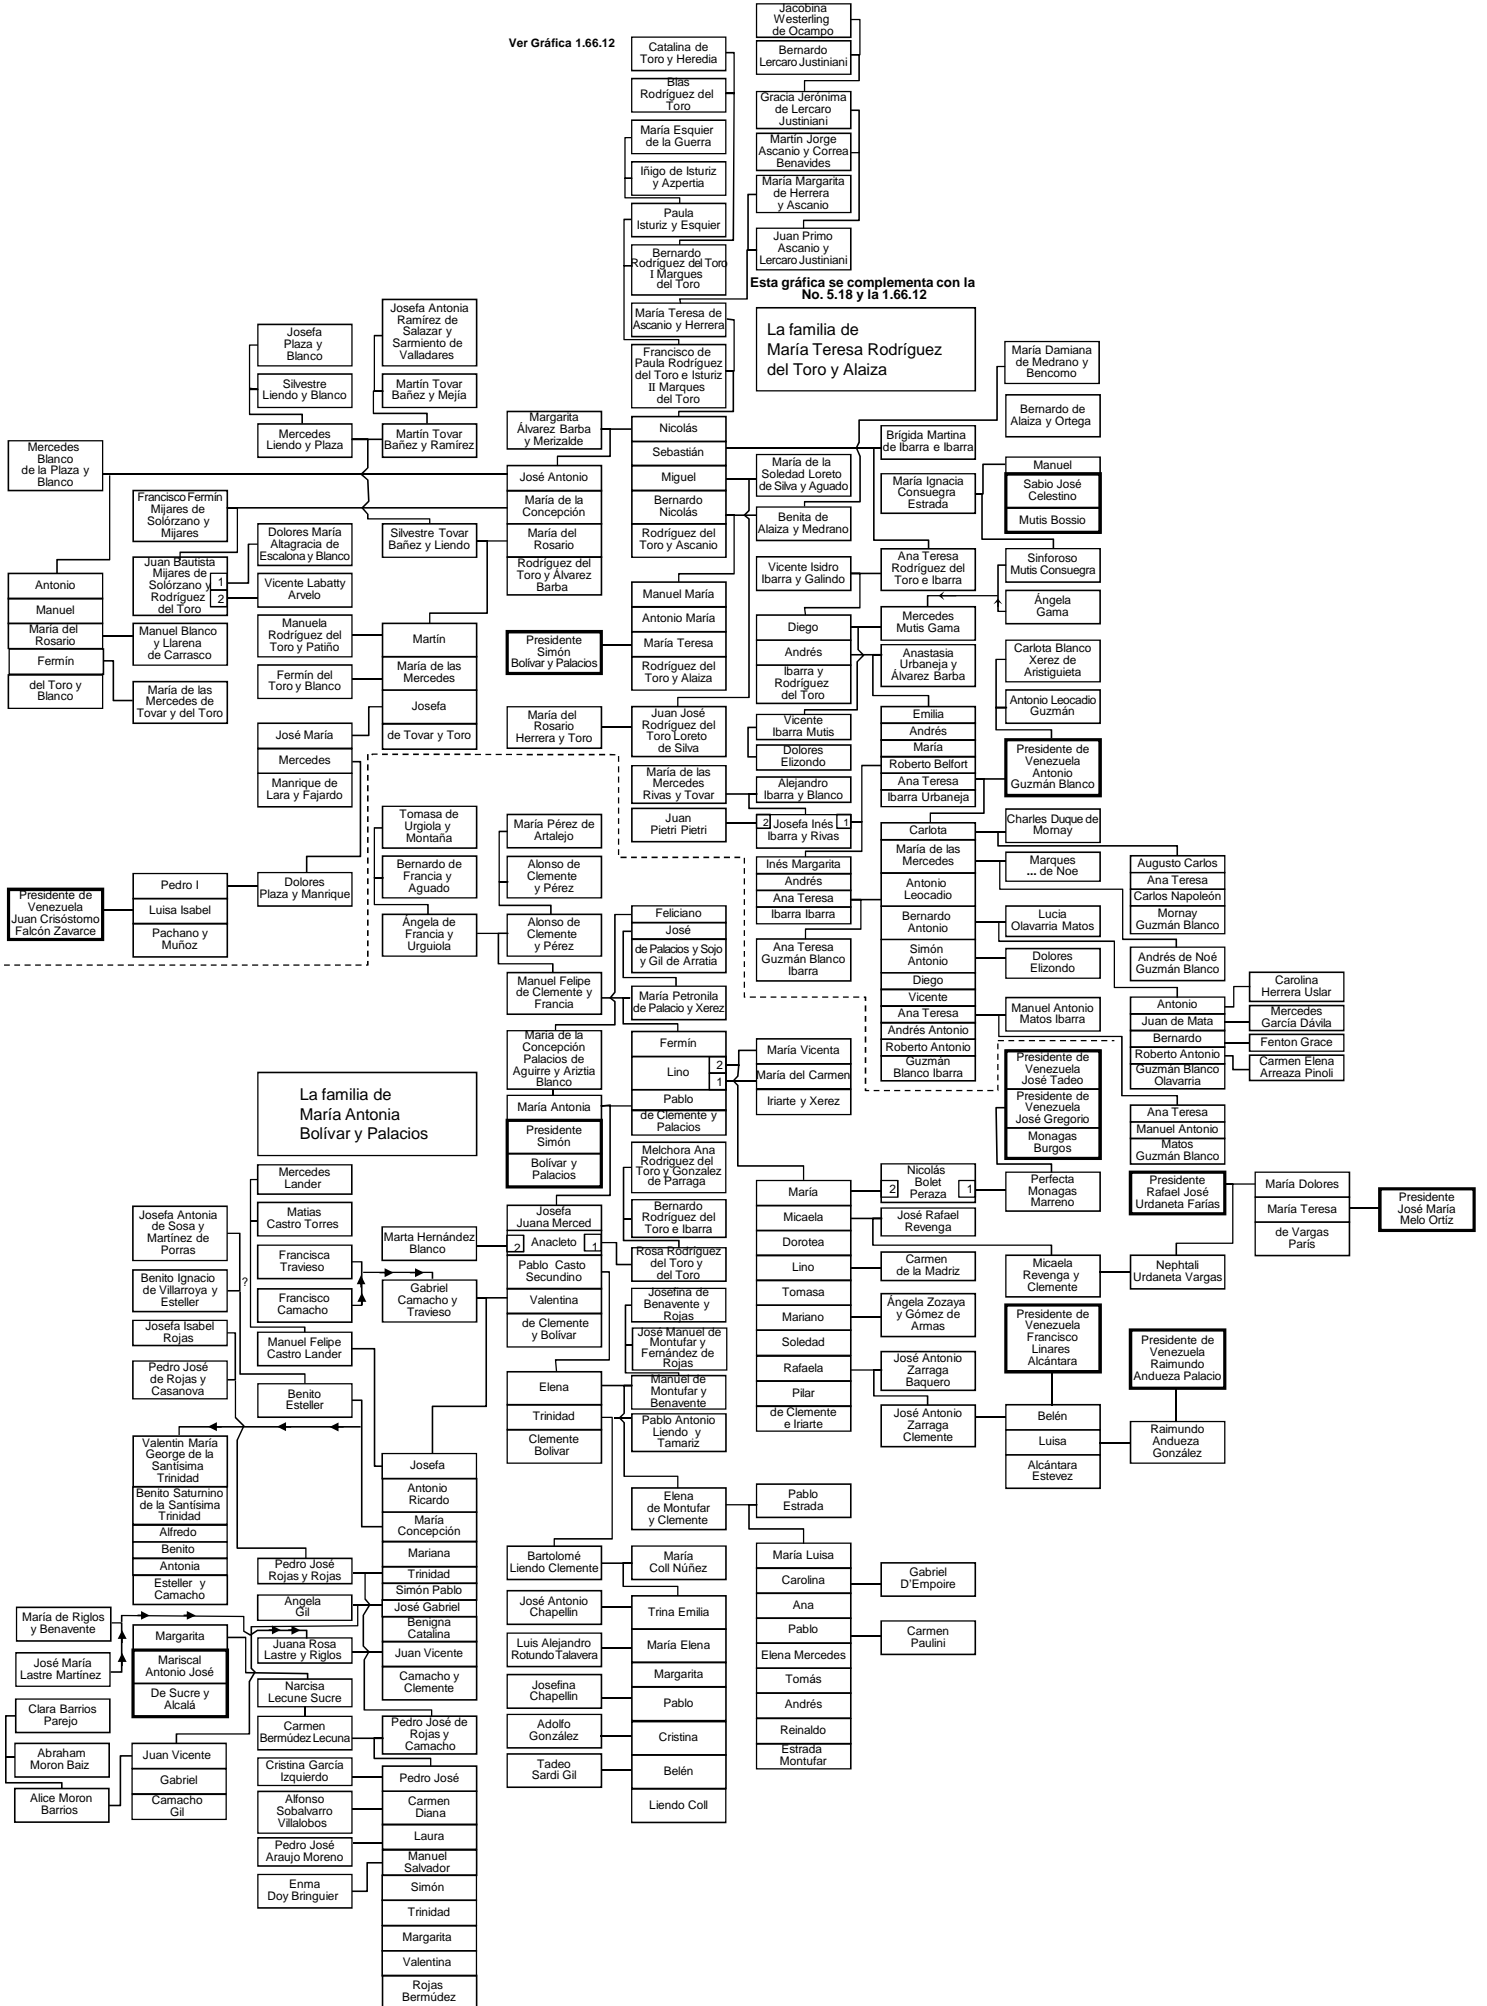 Jacobina
Westerling
de Ocampo
Ver Gráfica 1.66.12
Catalina de
Toro y Heredia
Bernardo
Lercaro Justiniani
Blas
Rodríguez del
Toro
Gracia Jerónima
de Lercaro
Justiniani
María Esquier
de la Guerra
Martín Jorge
Ascanio y Correa
Benavides
Iñigo de Isturiz
y Azpertia
María Margarita
de Herrera
y Ascanio
Paula
Isturiz y Esquier
Juan Primo
Ascanio y
Lercaro Justiniani
Bernardo
Rodríguez del Toro
I Marques
del Toro
Esta gráfica se complementa con la
No. 5.18 y la 1.66.12
María Teresa de
Ascanio y Herrera
La familia de
María Teresa Rodríguez
del Toro y Alaiza
Josefa Antonia
Ramírez de
Salazar y
Sarmiento de
Valladares
Josefa
Plaza y
Blanco
Francisco de
Paula Rodríguez
del Toro e Isturiz
II Marques
del Toro
María Damiana
de Medrano y
Bencomo
Silvestre
Liendo y Blanco
Martín Tovar
Bañez y Mejía
Bernardo de
Alaiza y Ortega
Mercedes
Liendo y Plaza
Martín Tovar
Bañez y Ramírez
Margarita
Álvarez Barba
y Merizalde
Nicolás
Sebastián
Miguel
Bernardo
Nicolás
Rodríguez del
Toro y Ascanio
Brígida Martina
de Ibarra e Ibarra
Mercedes
Blanco
de la Plaza y
Blanco
José Antonio
María de la
Concepción
María del
Rosario
Rodríguez del
Toro y Álvarez
Barba
María de la
Soledad Loreto
de Silva y Aguado
María Ignacia
Consuegra
Estrada
Manuel
Sabio José
Celestino
Mutis Bossio
Francisco Fermín
Mijares de
Solórzano y
Mijares
Dolores María
Altagracia de
Escalona y Blanco
Silvestre Tovar
Bañez y Liendo
Benita de
Alaiza y Medrano
Juan Bautista
Mijares de
Solórzano y
Rodríguez
del Toro
1
2
Vicente Labatty
Arvelo
Vicente Isidro
Ibarra y Galindo
Ana Teresa
Rodríguez del
Toro e Ibarra
Sinforoso
Mutis Consuegra
Antonio
Manuel
María del
Rosario
Fermín
del Toro y
Blanco
Manuel Blanco
y Llarena
de Carrasco
María de las
Mercedes de
Tovar y del Toro
Manuela
Rodríguez del
Toro y Patiño
Fermín del
Toro y Blanco
Martín
María de las
Mercedes
Josefa
de Tovar y Toro
Presidente
Simón
Bolívar y Palacios
Manuel María
Antonio María
María Teresa
Rodríguez del
Toro y Alaiza
Diego
Andrés
Ibarra y
Rodríguez
del Toro
Mercedes
Mutis Gama
Ángela
Gama
Anastasia
Urbaneja y
Álvarez Barba
Carlota Blanco
Xerez de
Aristiguieta
Antonio Leocadio
Guzmán
José María
Mercedes
Manrique de
Lara y Fajardo
María del
Rosario
Herrera y Toro
Juan José
Rodríguez del
Toro Loreto
de Silva
Vicente
Ibarra Mutis
Dolores
Elizondo
Emilia
Andrés
María
Roberto Belfort
Ana Teresa
Ibarra Urbaneja
Presidente de
Venezuela
Antonio
Guzmán Blanco
María de las
Mercedes
Rivas y Tovar
Alejandro
Ibarra y Blanco
Juan
Pietri Pietri
2
Josefa Inés
Ibarra y Rivas
1
Tomasa de
Urgiola y
Montaña
María Pérez de
Artalejo
Bernardo de
Francia y
Aguado
Alonso de
Clemente
y Pérez
Inés Margarita
Andrés
Ana Teresa
Ibarra Ibarra
Ana Teresa
Guzmán Blanco
Ibarra
Carlota
María de las
Mercedes
Antonio
Leocadio
Bernardo
Antonio
Simón
Antonio
Diego
Vicente
Ana Teresa
Andrés Antonio
Roberto Antonio
Guzmán
Blanco Ibarra
Charles Duque de
Mornay
Marques
... de Noe
Lucia
Olavarria Matos
Dolores
Elizondo
Manuel Antonio
Matos Ibarra
Augusto Carlos
Ana Teresa
Carlos Napoleón
Mornay
Guzmán Blanco
Andrés de Noé
Guzmán Blanco
Antonio
Juan de Mata
Bernardo
Roberto Antonio
Guzmán Blanco
Olavarria
Carolina
Herrera Uslar
Mercedes
García Dávila
Fenton Grace
Carmen Elena
Arreaza Pinoli
Ana Teresa
Manuel Antonio
Matos
Guzmán Blanco
Presidente de
Venezuela
Juan Crisóstomo
Falcón Zavarce
Pedro I
Luisa Isabel
Pachano y
Muñoz
Dolores
Plaza y Manrique
Ángela de
Francia y
Urguiola
Alonso de
Clemente
y Pérez
Feliciano
José
de Palacios y Sojo
y Gil de Arratia
Manuel Felipe
de Clemente y
Francia
María Petronila
de Palacio y Xerez
María de la
Concepción
Palacios de
Aguirre y Ariztia
Blanco
Fermín
Lino
2
1
Pablo
de Clemente y
Palacios
María Vicenta
María del Carmen
Iriarte y Xerez
Presidente de
Venezuela
José Tadeo
Presidente de
Venezuela
José Gregorio
Monagas
Burgos
La familia de
María Antonia
Bolívar y Palacios
María Antonia
Presidente
Simón
Bolívar y
Palacios
Melchora Ana
Rodriguez del
Toro y Gonzalez
de Parraga
Mercedes
Lander
Matias
Castro Torres
María
Micaela
Dorotea
Lino
Tomasa
Mariano
Soledad
Rafaela
Pilar
de Clemente
e Iriarte
Nicolás
Bolet
Peraza
2
1
Perfecta
Monagas
Marreno
Presidente
Rafael José
Urdaneta Farías
María Dolores
María Teresa
de Vargas
París
Presidente
José María
Melo Ortíz
José Rafael
Revenga
Carmen
de la Madriz
Micaela
Revenga y
Clemente
Nephtali
Urdaneta Vargas
Ángela Zozaya
y Gómez de
Armas
Presidente de
Venezuela
Francisco
Linares
Alcántara
Presidente de
Venezuela
Raimundo
Andueza Palacio
José Antonio
Zarraga
Baquero
José Antonio
Zarraga
Clemente
Belén
Luisa
Alcántara
Estevez
Raimundo
Andueza
González
Josefa Antonia
de Sosa y
Martínez de
Porras
Benito Ignacio
de Villarroya y
Esteller
?
Josefa Isabel
Rojas
Pedro José
de Rojas y
Casanova
Francisca
Travieso
Francisco
Camacho
Manuel Felipe
Castro Lander
Benito
Esteller
Marta Hernández
Blanco
Gabriel
Camacho y
Travieso
Josefa
Juana Merced
2
Anacleto
1
Pablo Casto
Secundino
Valentina
de Clemente
y Bolívar
Bernardo
Rodríguez del
Toro e Ibarra
Rosa Rodríguez
del Toro y
del Toro
Josefina de
Benavente y
Rojas
José Manuel de
Montufar y
Fernández de
Rojas
Manuel de
Montufar y
Benavente
Pablo Antonio
Liendo y
Tamariz
Elena
Trinidad
Clemente
Bolivar
Valentin María
George de la
Santísima
Trinidad
Benito Saturnino
de la Santísima
Trinidad
Alfredo
Benito
Antonia
Esteller y
Camacho
Josefa
Antonio
Ricardo
María
Concepción
Mariana
Trinidad
Simón Pablo
José Gabriel
Benigna
Catalina
Juan Vicente
Camacho y
Clemente
Elena
de Montufar
y Clemente
Pablo
Estrada
Pedro José
Rojas y Rojas
Angela
Gil
Juana Rosa
Lastre y Riglos
Bartolomé
Liendo Clemente
María
Coll Núñez
María Luisa
Carolina
Ana
Pablo
Elena Mercedes
Tomás
Andrés
Reinaldo
Estrada
Montufar
Gabriel
D'Empoire
Carmen
Paulini
José Antonio
Chapellin
Luis Alejandro
Rotundo Talavera
Josefina
Chapellin
Adolfo
González
Tadeo
Sardi Gil
Trina Emilia
María Elena
Margarita
Pablo
Cristina
Belén
Liendo Coll
María de Riglos
y Benavente
José María
Lastre Martínez
Margarita
Mariscal
Antonio José
De Sucre y
Alcalá
Narcisa
Lecune Sucre
Carmen
Bermúdez Lecuna
Pedro José de
Rojas y
Camacho
Clara Barrios
Parejo
Abraham
Moron Baiz
Alice Moron
Barrios
Juan Vicente
Gabriel
Camacho
Gil
Cristina García
Izquierdo
Alfonso
Sobalvarro
Villalobos
Pedro José
Araujo Moreno
Enma
Doy Bringuier
Pedro José
Carmen
Diana
Laura
Manuel
Salvador
Simón
Trinidad
Margarita
Valentina
Rojas
Bermúdez